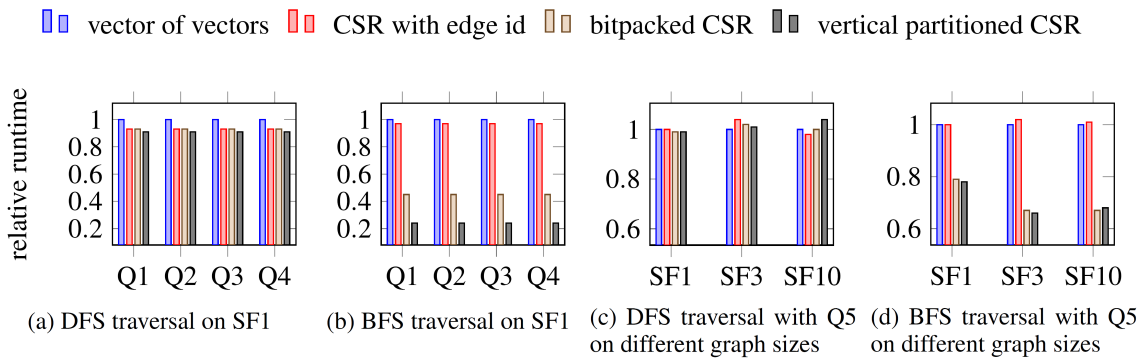 vector of vectors CSR with edge id bitpacked CSR vertical partitioned CSR
relative runtime
1
0.8
0.6
0.4
0.2
Q1 Q2 Q3 Q4
(a) DFS traversal on SF1
1
0.8
0.6
0.4
0.2
Q1 Q2 Q3 Q4
(b) BFS traversal on SF1
1
0.8
0.6
SF1 SF3 SF10
(c) DFS traversal with Q5
on different graph sizes
1
0.8
0.6
SF1 SF3 SF10
(d) BFS traversal with Q5
on different graph sizes